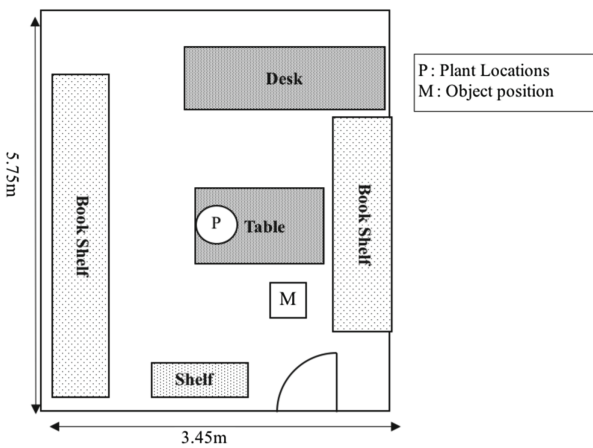 Desk
P : Plant Locations
M : Object position
5.75m
Book Shelf
P
Table
Book Shelf
M
Shelf
3.45m